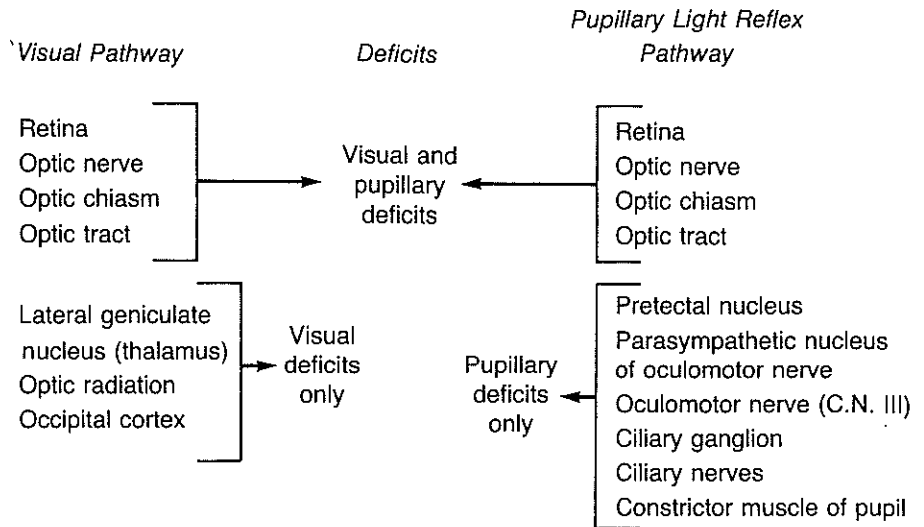 Visual Pathway
Deficits
Pupillary Light Reflex
Pathway
Retina
Optic nerve
Optic chiasm
Optic tract
Visual and
pupillary
deficits
Retina
Optic nerve
Optic chiasm
Optic tract
Lateral geniculate
nucleus (thalamus)
Optic radiation
Occipital cortex
Visual
deficits
only
Pupillary
deficits
only
Pretectal nucleus
Parasympathetic nucleus
of oculomotor nerve
Oculomotor nerve (C.N. III)
Ciliary ganglion
Ciliary nerves
Constrictor muscle of pupil